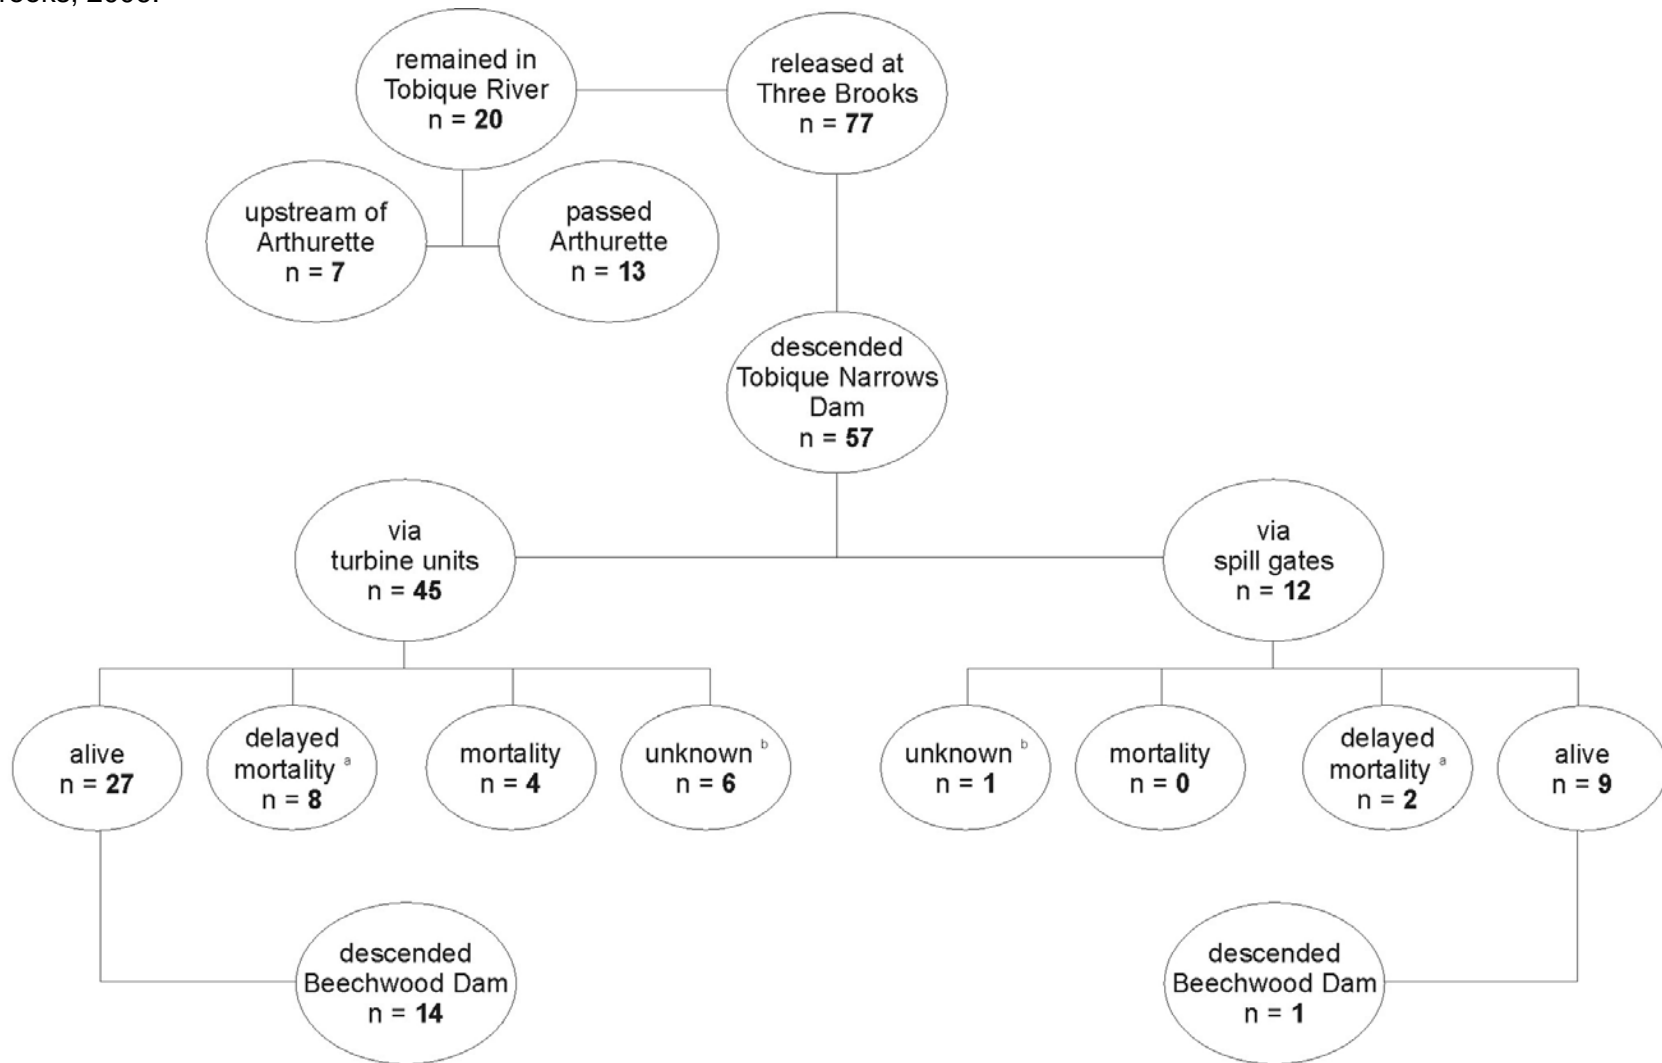 remained in
Tobique River
n = 20
released at
Three Brooks
n = 77
upstream of
Arthurette
n = 7
passed
Arthurette
n = 13
descended
Tobique Narrows
Dam
n = 57
via
turbine units
n = 45
via
spill gates
n = 12
alive
n = 27
delayed
mortality a
n = 8
mortality
n = 4
unknown b
n = 6
unknown b
n = 1
mortality
n = 0
delayed
mortality a
n = 2
alive
n = 9
descended
Beechwood Dam
n = 14
descended
Beechwood Dam
n = 1